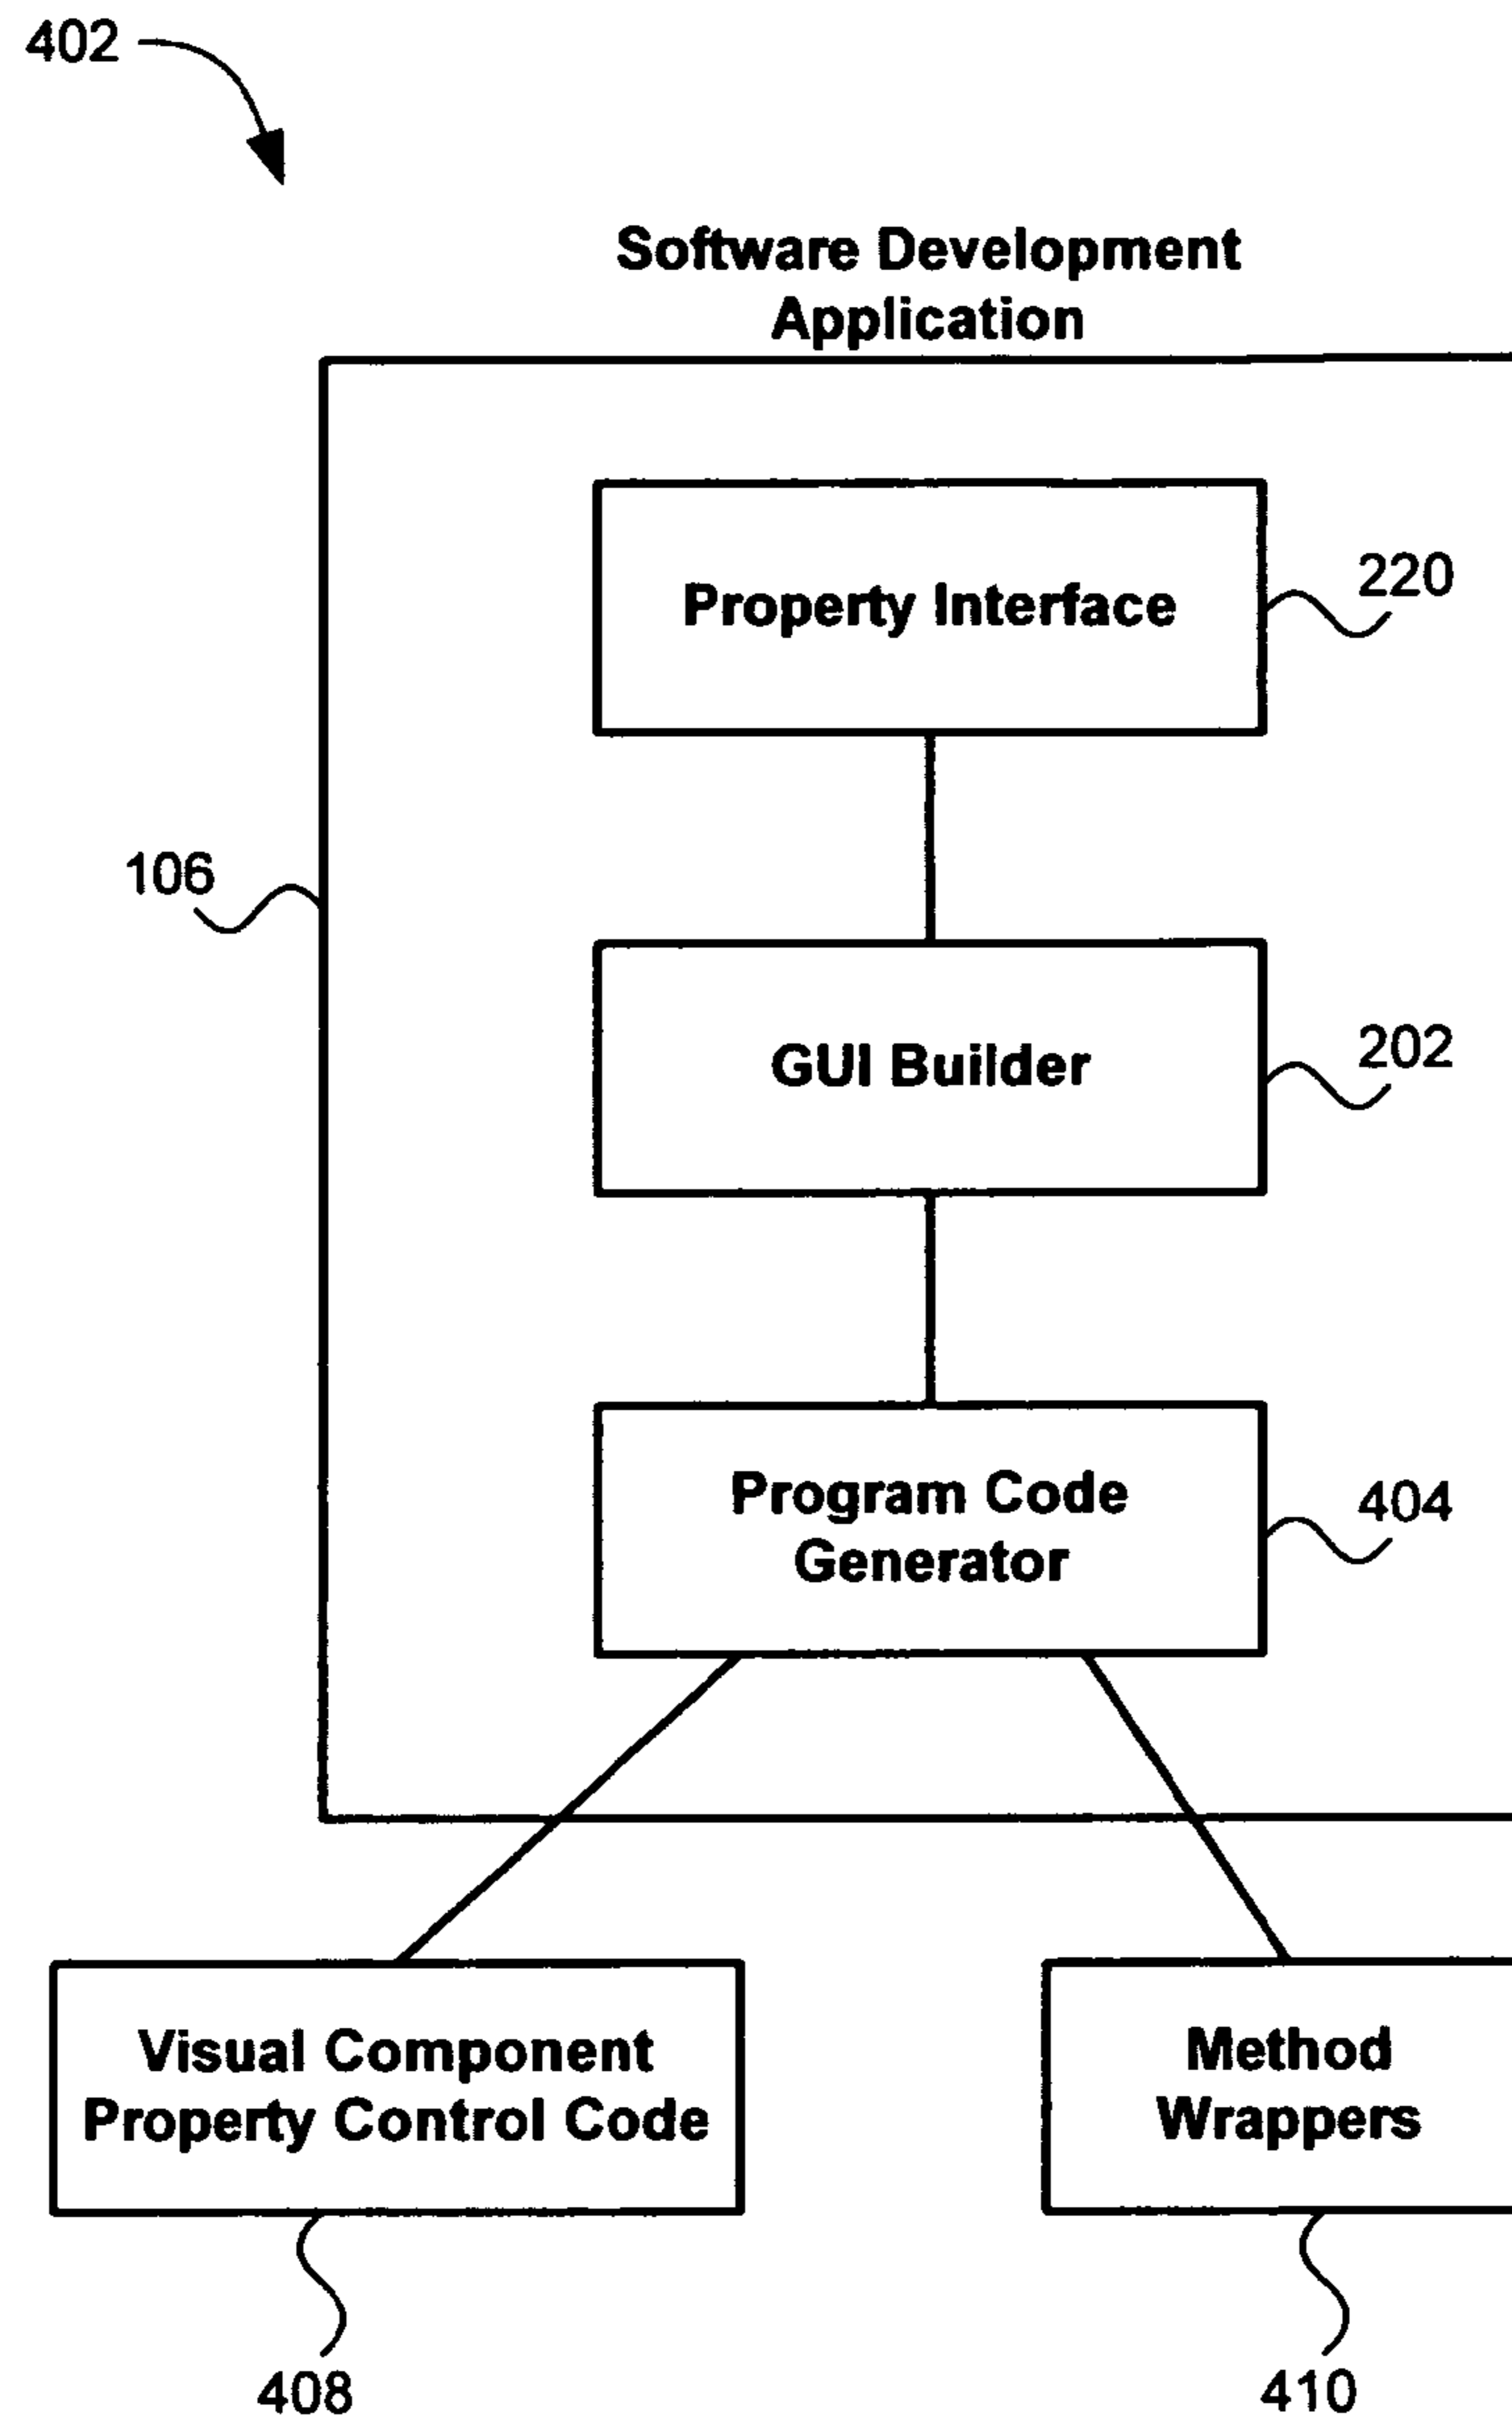 402
Software Development
Application
Property Interface
220
106
GUI Builder
202
Program Code
Generator
404
Visual Component
Property Control Code
Method
Wrappers
408
410